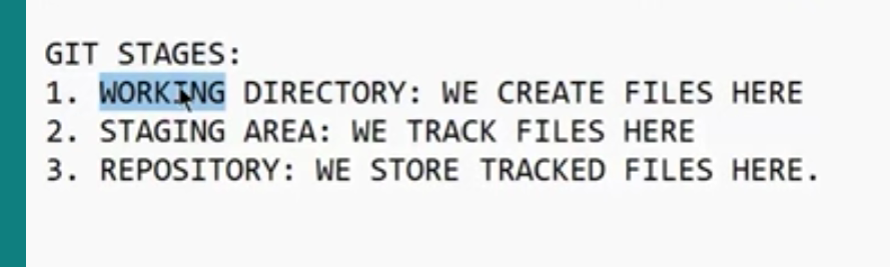 GIT STAGES:
1. WORKING DIRECTORY: WE CREATE FILES HERE
2. STAGING AREA: WE TRACK FILES HERE
3. REPOSITORY: WE STORE TRACKED FILES HERE.